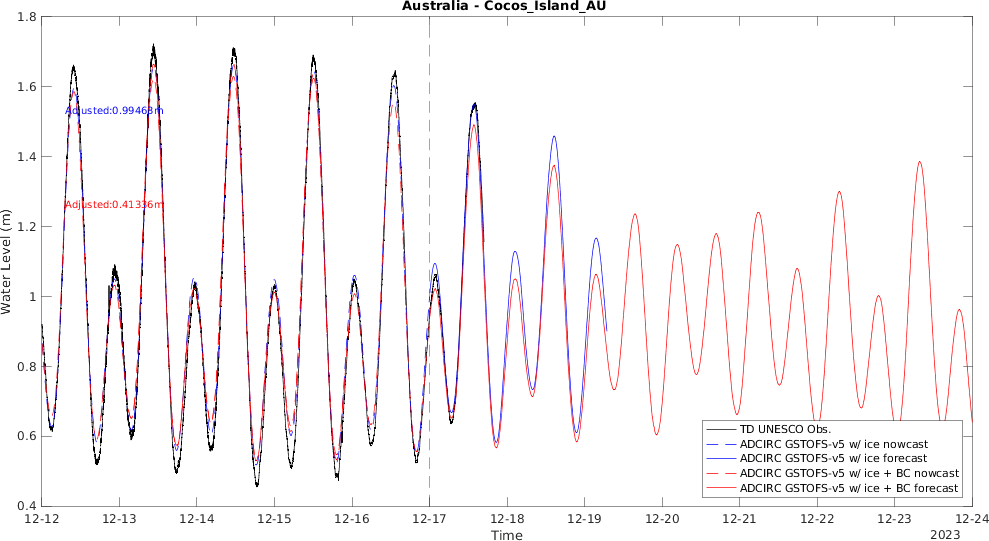 Australia - Cocos_Island_AU
1.8
1.6
1.4
1.2
1
0.8
0.6
0.4
Water Level (m)
Adjusted:0.99463m
Adjusted:0.41336m
TD UNESCO Obs.
ADCIRC GSTOFS-v5 w/ ice nowcast
ADCIRC GSTOFS-v5 w/ ice forecast
ADCIRC GSTOFS-v5 w/ ice + BC nowcast
ADCIRC GSTOFS-v5 w/ ice + BC forecast
12-12 12-13 12-14 12-15 12-16 12-17 12-18 12-19 12-20 12-21 12-22 12-23 12-24
Time
2023